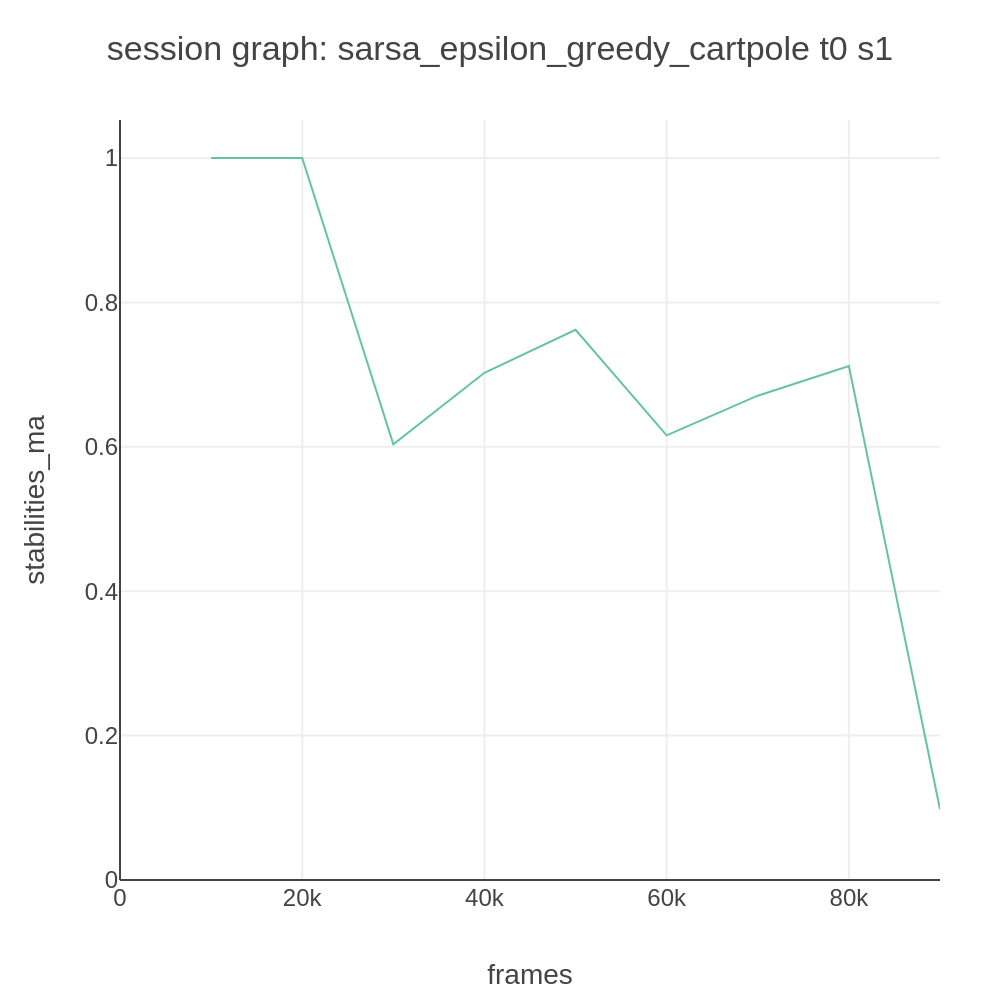 session graph: sarsa_epsilon_greedy_cartpole t0 s1
1
0.8
0.6
0.4
0.2
0
stabilities_ma
0
20k
40k
60k
80k
frames